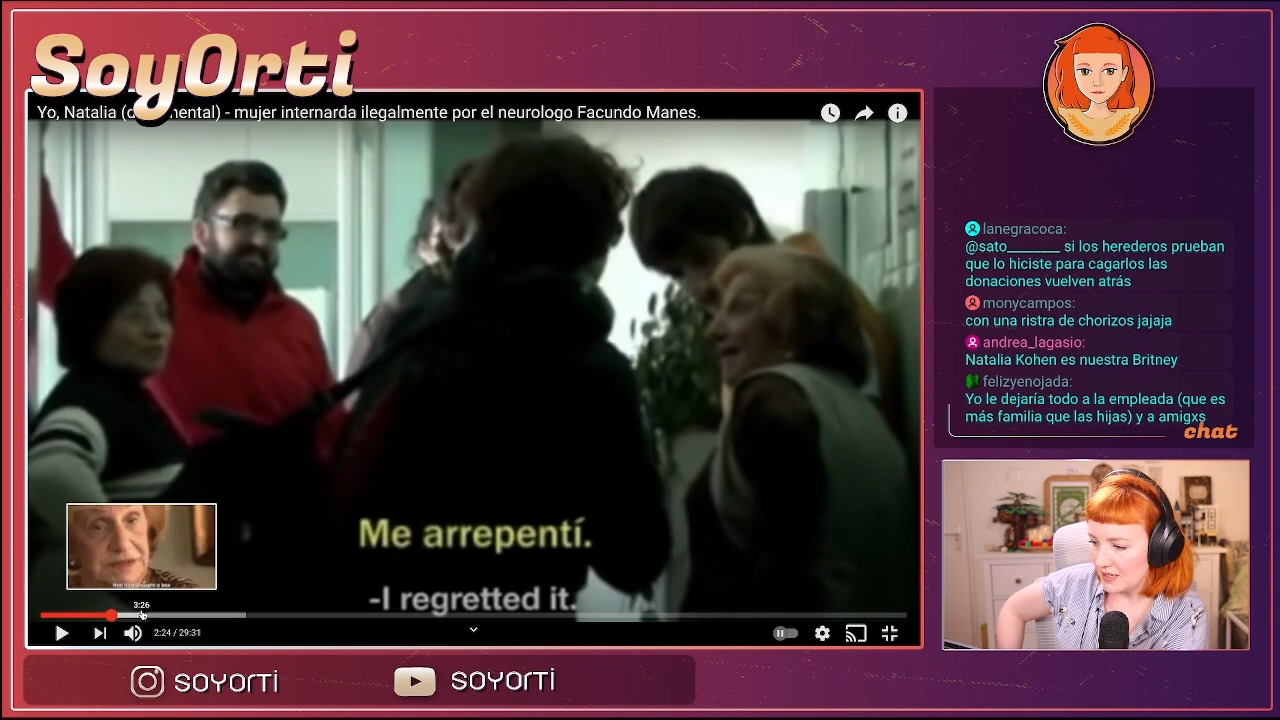 SoyOrti
Yo, Natalia (d mental) - mujer internarda ilegalmente por el neurologo Facundo Manes.
lanegracoca:
@sato________ si los herederos prueban
que lo hiciste para cagarlos las
donaciones vuelven atrás
monycampos:
con una ristra de chorizos jajaja
andrea_lagasio:
Natalia Kohen es nuestra Britney
felizyenojada:
Yo le dejaría todo a la empleada (que es
más familia que las hijas) y a amigxs
chat
Me arrepentí.
-I regretted it.
3:26
2:24 / 29:31
SOYORTI
SOYORTI